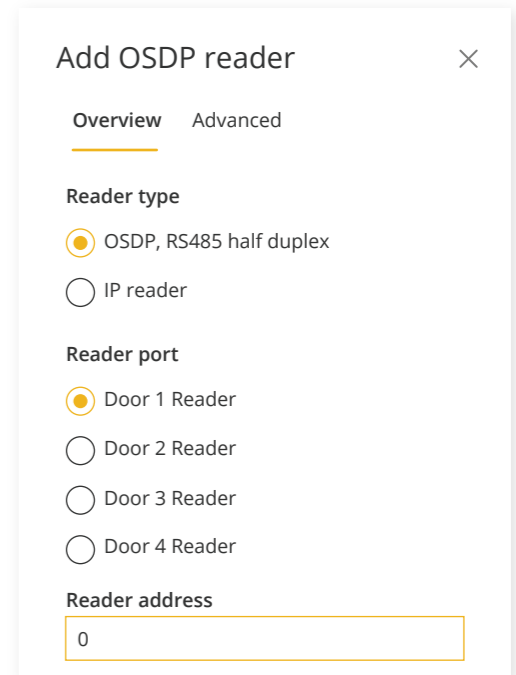 Add OSDP reader
Overview Advanced
Reader type
OSDP, RS485 half duplex
IP reader
Reader port
Door 1 Reader
Door 2 Reader
Door 3 Reader
Door 4 Reader
Reader address
0